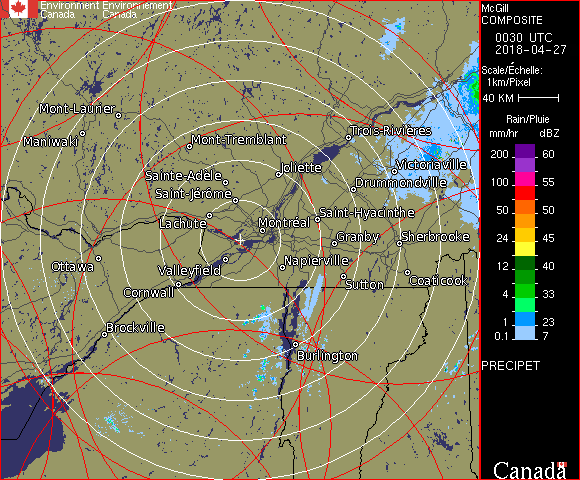 Environment Environnement
Canada Canada
McGill
COMPOSITE
0030 UTC
2018-04-27
Scale/Échelle:
1km/Pixel
40 KM
Rain/Pluie
mm/hr dBZ
200 60
100 55
50 50
24 45
12 40
4 33
2 28
1 23
0.1 7
PRECIPET
Canada
Mont-Laurier
Maniwaki
Mont-Tremblant
Trois-Rivières
Victoriaville
Sainte-Adèle
Joliette
Drummondville
Saint-Jérôme
Lachute
Montréal
Saint-Hyacinthe
Granby
Sherbrooke
Ottawa
Valleyfield
Napierville
Cornwall
Sutton
Coaticook
Brockville
Burlington